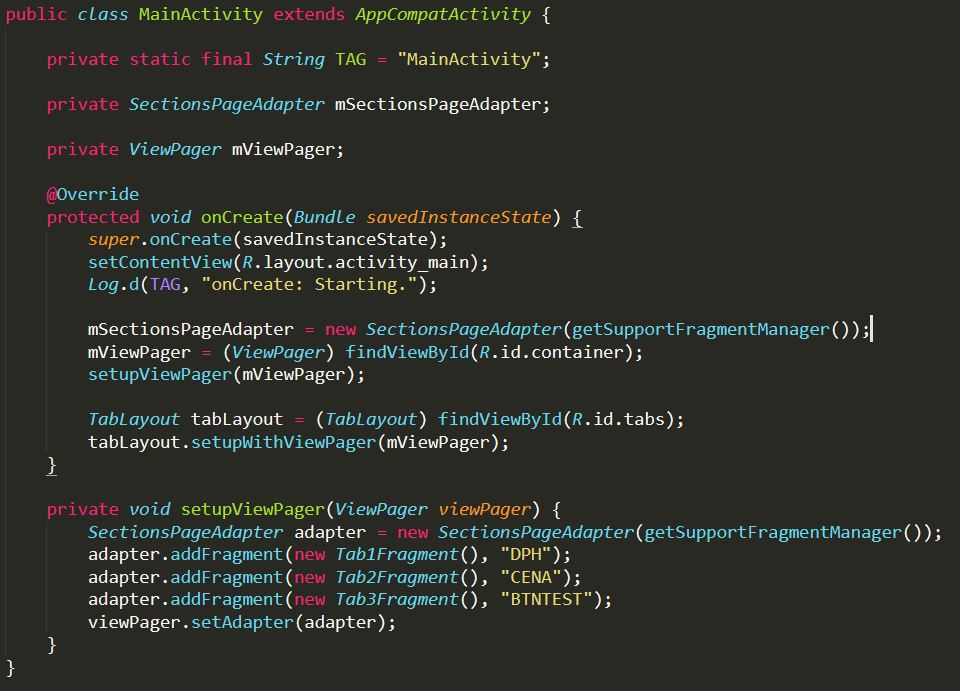 public class MainActivity extends AppCompatActivity {
private static final String TAG = "MainActivity";
private SectionsPageAdapter mSectionsPageAdapter;
private ViewPager mViewPager;
@Override
protected void onCreate(Bundle savedInstanceState) {
super.onCreate(savedInstanceState);
setContentView(R.layout.activity_main);
Log.d(TAG, "onCreate: Starting.");
mSectionsPageAdapter = new SectionsPageAdapter(getSupportFragmentManager());
mViewPager = (ViewPager) findViewById(R.id.container);
setupViewPager(mViewPager);
TabLayout tabLayout = (TabLayout) findViewById(R.id.tabs);
tabLayout.setupWithViewPager(mViewPager);
}
private void setupViewPager(ViewPager viewPager) {
SectionsPageAdapter adapter = new SectionsPageAdapter(getSupportFragmentManager());
adapter.addFragment(new Tab1Fragment(), "DPH");
adapter.addFragment(new Tab2Fragment(), "CENA");
adapter.addFragment(new Tab3Fragment(), "BTNTEST");
viewPager.setAdapter(adapter);
}
}